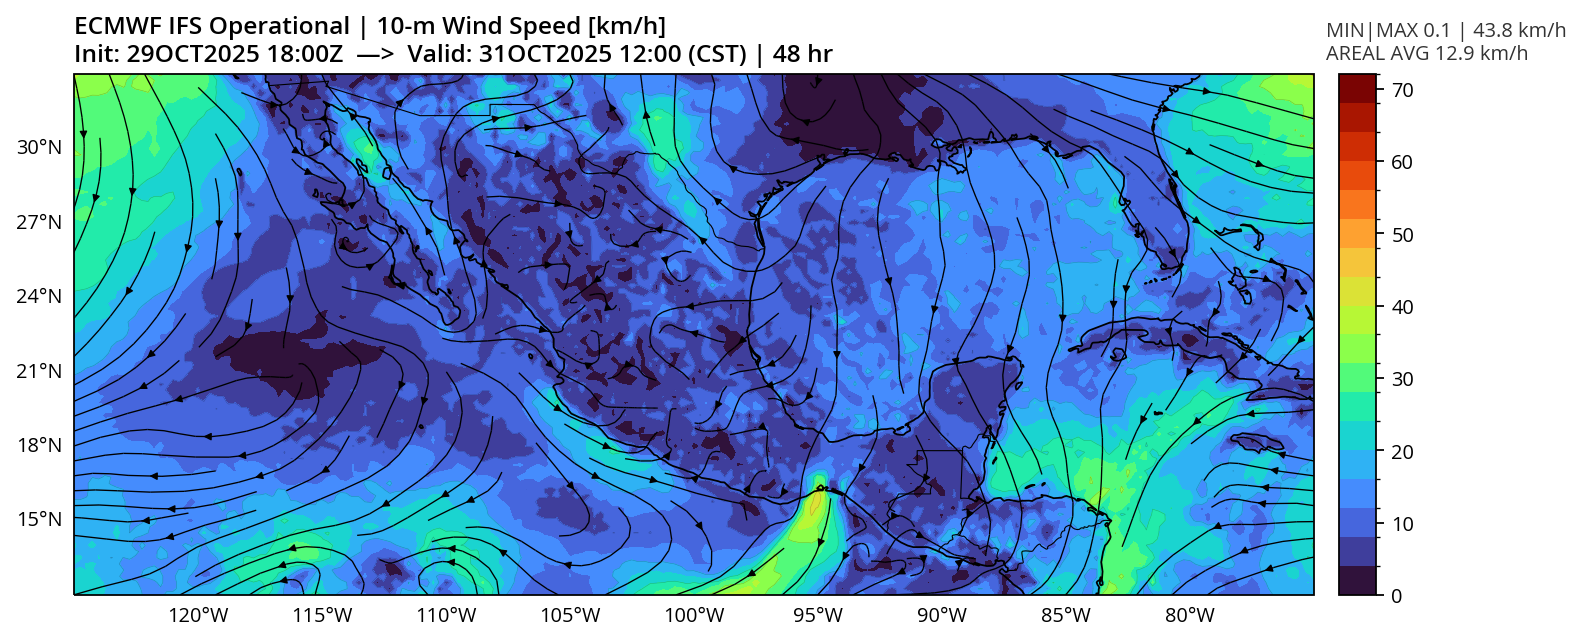 ECMWF IFS Operational | 10-m Wind Speed [km/h]
Init: 29OCT2025 18:00Z —> Valid: 31OCT2025 12:00 (CST) | 48 hr
MIN|MAX 0.1 | 43.8 km/h
AREAL AVG 12.9 km/h
30°N
27°N
24°N
21°N
18°N
15°N
120°W
115°W
110°W
105°W
100°W
95°W
90°W
85°W
80°W
70
60
50
40
30
20
10
0